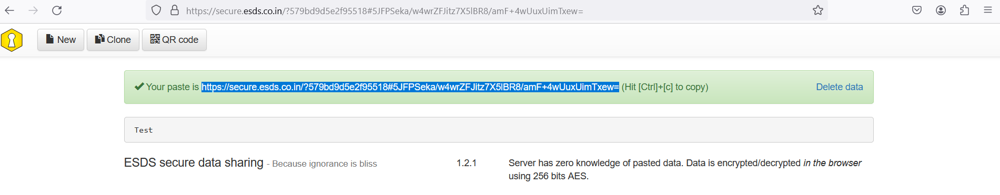 https://secure.esds.co.in/?579bd9d5e2f95518#5JFPSeka/w4wrZFJitz7X5lBR8/amF+4wUuxUimTxew=
New Clone QR code
Your paste is https://secure.esds.co.in/?579bd9d5e2f95518#5JFPSeka/w4wrZFJitz7X5lBR8/amF+4wUuxUimTxew= (Hit [Ctrl]+[c] to copy) Delete data
Test
ESDS secure data sharing - Because ignorance is bliss 1.2.1 Server has zero knowledge of pasted data. Data is encrypted/decrypted in the browser
using 256 bits AES.